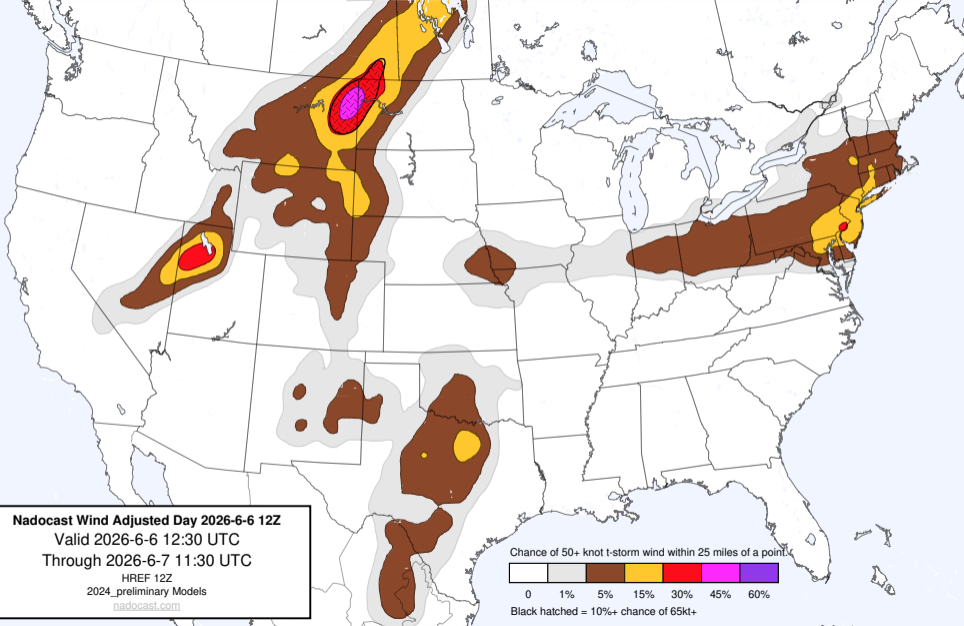 Nadocast Wind Adjusted Day 2026-6-6 12Z
Valid 2026-6-6 12:30 UTC
Through 2026-6-7 11:30 UTC
HREF 12Z
2024_preliminary Models
nadocast.com
Chance of 50+ knot t-storm wind within 25 miles of a point.
0 1% 5% 15% 30% 45% 60%
Black hatched = 10%+ chance of 65kt+